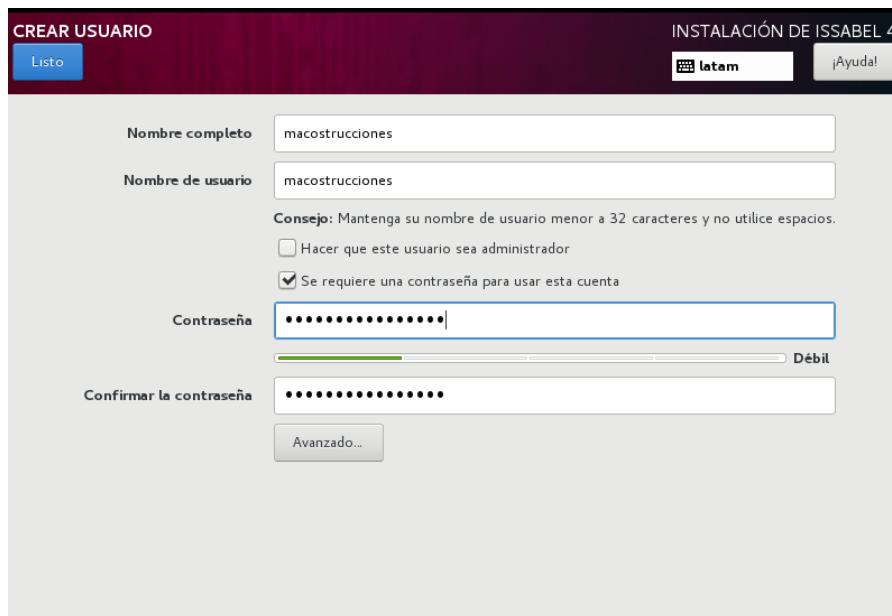 CREAR USUARIO
INSTALACIÓN DE ISSABEL 4
Listo
latam
¡Ayuda!
Nombre completo
macostrucciones
Nombre de usuario
macostrucciones
Consejo: Mantenga su nombre de usuario menor a 32 caracteres y no utilice espacios.
Hacer que este usuario sea administrador
Se requiere una contraseña para usar esta cuenta
Contraseña
••••••••••••••••
Débil
Confirmar la contraseña
••••••••••••••••
Avanzado...